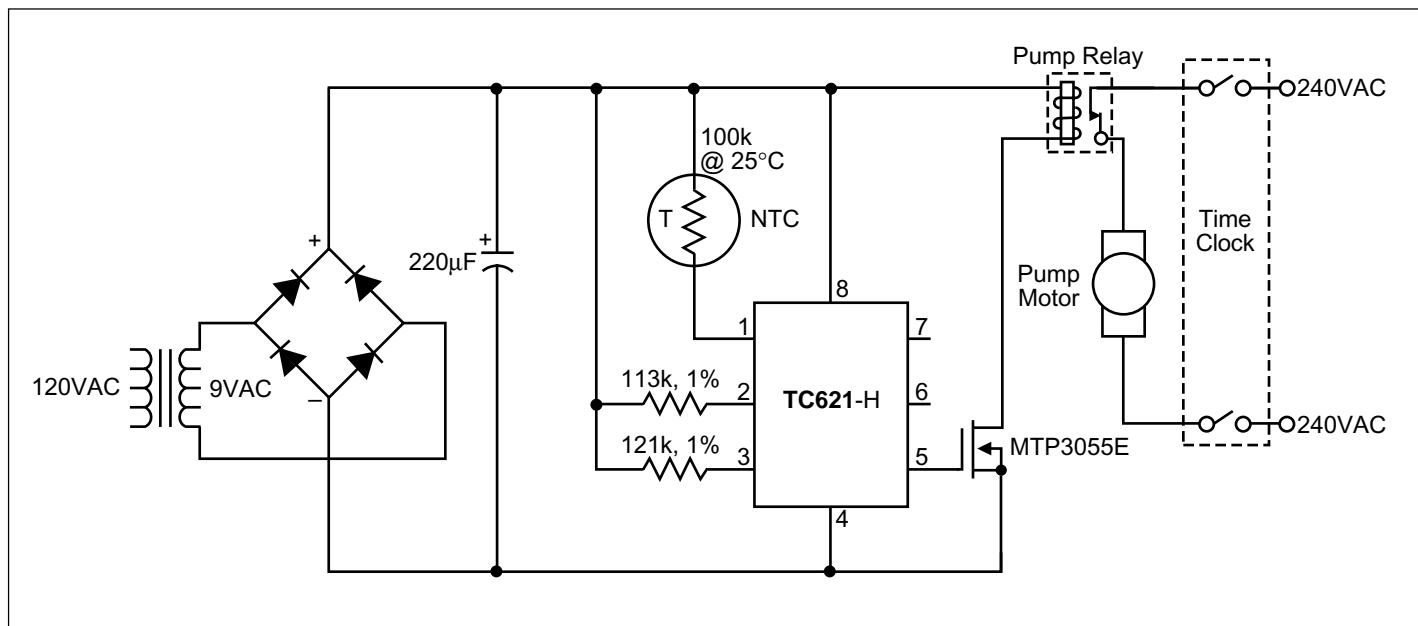 Pump Relay
240VAC
100k
@ 25°C
T
NTC
Time
Clock
+
+
220µF
Pump
Motor
8
1
7
120VAC
9VAC
113k, 1%
2
TC621-H
6
–
240VAC
121k, 1%
3
5
MTP3055E
4